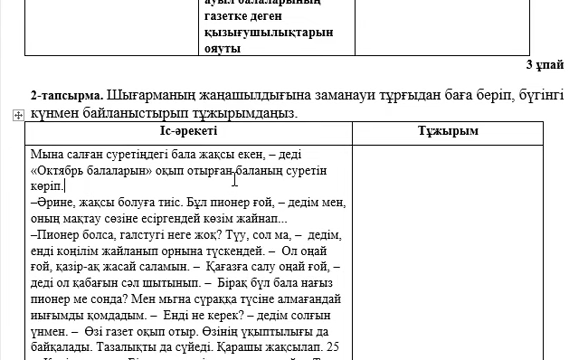 ауыл балаларының
газетке деген
қызығушылықтарын
ояуты
3 ұпай
2-тапсырма. Шығарманың жаңашылдығына заманауи тұрғыдан баға беріп, бүгінгі
күнмен байланыстырып тұжырымдаңыз.
Іс-әрекеті
Тұжырым
Мына салған суретіңдегі бала жақсы екен, – деді
«Октябрь балаларын» оқып отырған баланың суретін
көріп.
–Әрине, жақсы болуға тиіс. Бұл пионер ғой, – дедім мен,
оның мақтау сөзіне есіргендей көзім жайнап...
–Пионер болса, галстугі неге жоқ? Түу, сол ма, – дедім,
енді көңілім жайланып орнына түскендей. – Ол оңай
ғой, қазір-ақ жасай саламын. – Қағазға салу оңай ғой, –
деді ол қабағын сәл шытынып. – Бірақ бұл бала нағыз
пионер ме сонда? Мен мына сұраққа түсіне алмағандай
иығымды қомдадым. – Енді не керек? – дедім солғын
үнмен. – Өзі газет оқып отыр. Өзінің ұқыптылығы да
байқалады. Тазалықты да сүйеді. Қарашы жақсылап. 25